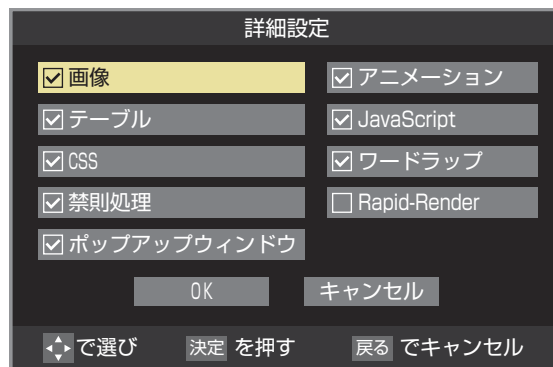 詳細設定
画像
アニメーション
テーブル
JavaScript
CSS
ワードラップ
禁則処理
Rapid-Render
ポップアップウィンドウ
OK
キャンセル
で選び 決定 を押す 戻る でキャンセル